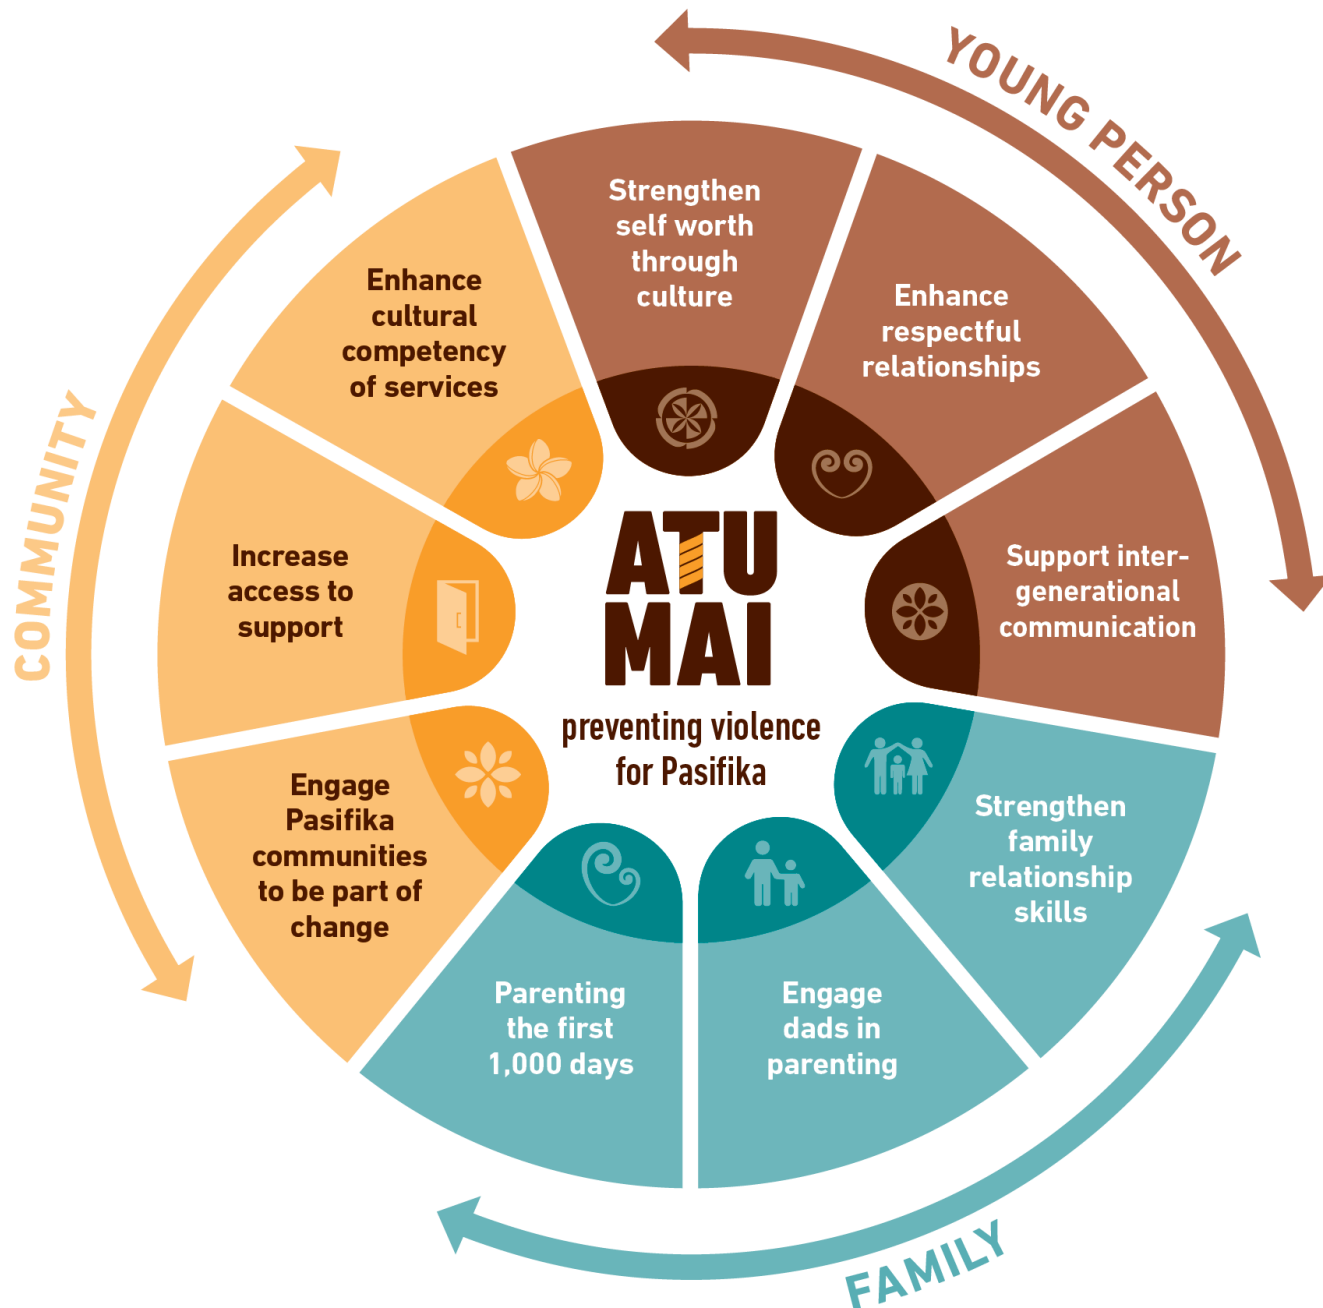 YOUNG PERSON
Strengthen
self worth
through
culture
Enhance
respectful
relationships
Support inter-
generational
communication
Strengthen
family
relationship
skills
Engage
dads in
parenting
Parenting
the first
1,000 days
FAMILY
Engage
Pasifika
communities
to be part of
change
Increase
access to
support
Enhance
cultural
competency
of services
COMMUNITY
ATU
MAI
preventing violence
for Pasifika